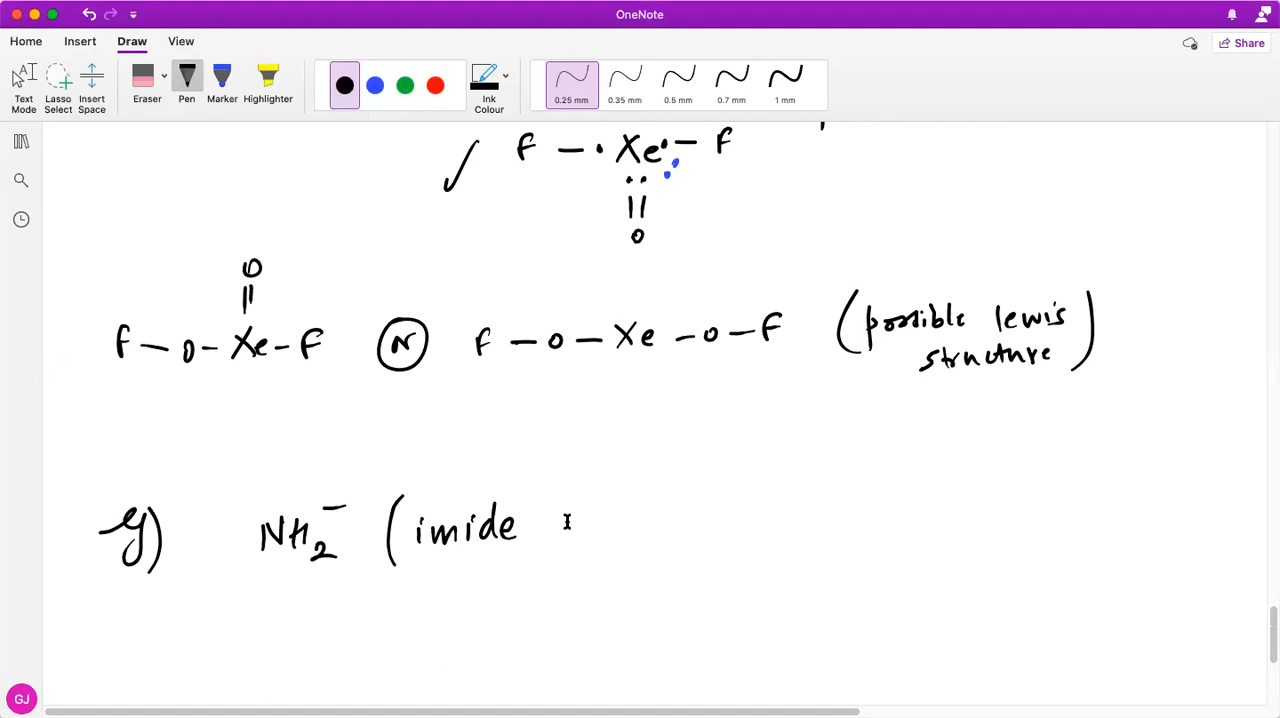 OneNote
Home Insert Draw View
Share
Text Mode
Lasso Select
Insert Space
Eraser
Pen
Marker
Highlighter
Ink Colour
0.25 mm
0.35 mm
0.5 mm
0.7 mm
1 mm
F — • Xe • — F
||
O
O
||
F — O — Xe — F
F — O — Xe — O — F
(possible lewis
structure)
g) NH₂⁻ (imide
GJ